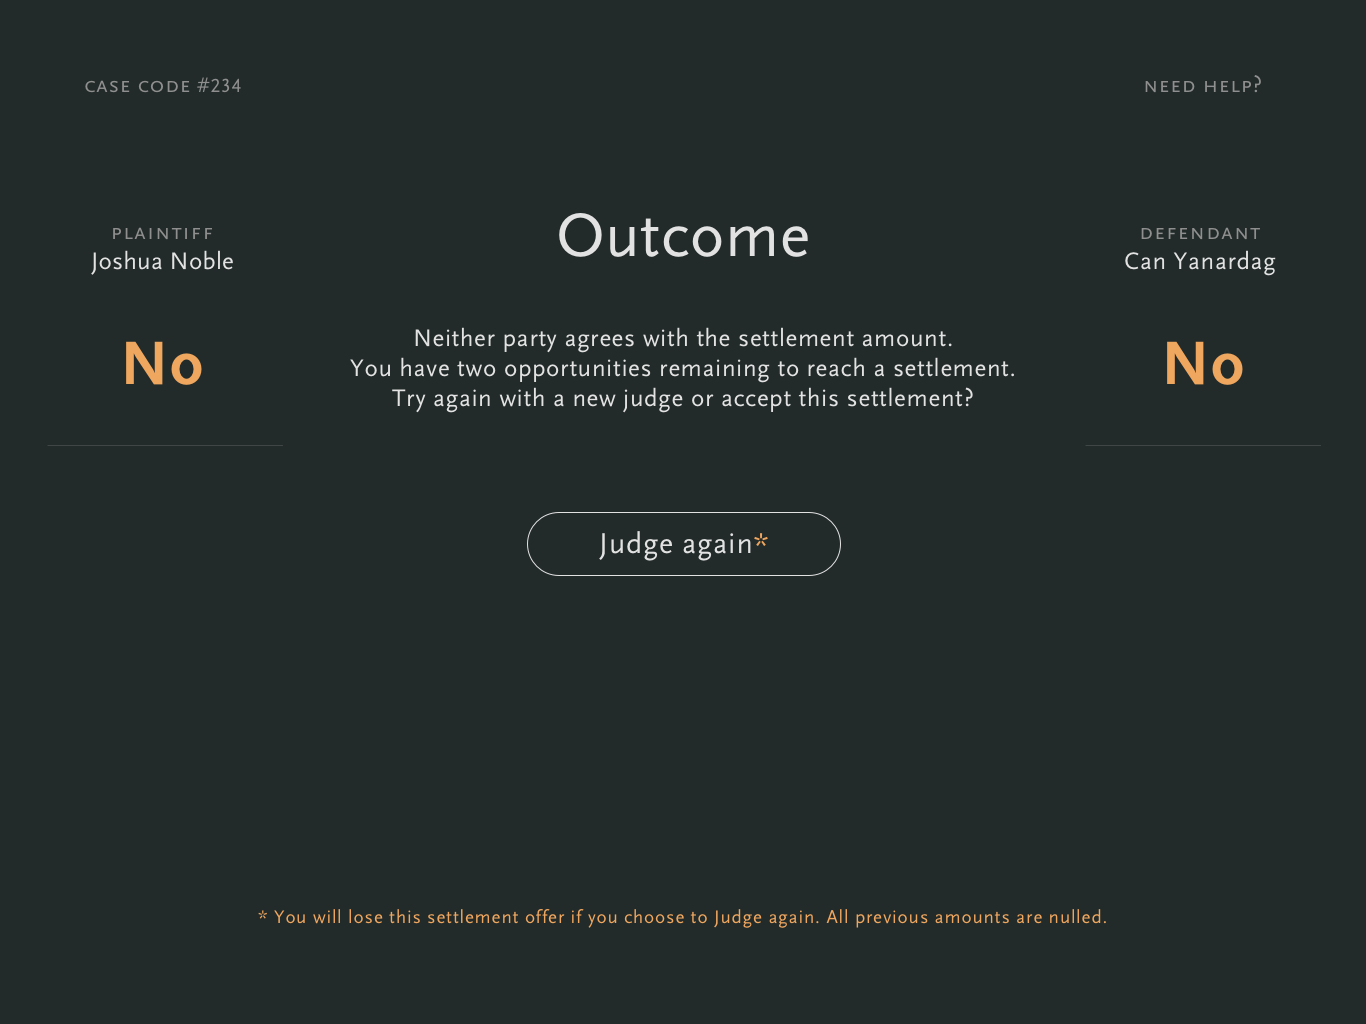 CASE CODE #234
NEED HELP?
PLAINTIFF
Joshua Noble
No
Outcome
Neither party agrees with the settlement amount.
You have two opportunities remaining to reach a settlement.
Try again with a new judge or accept this settlement?
DEFENDANT
Can Yanardag
No
Judge again*
* You will lose this settlement offer if you choose to Judge again. All previous amounts are nulled.